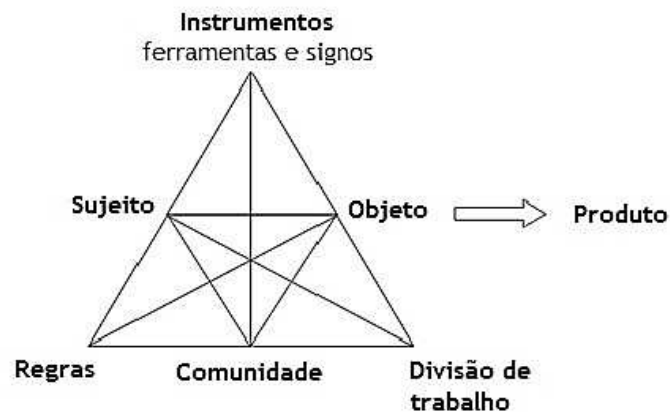 Instrumentos
ferramentas e signos
Sujeito
Objeto
Produto
Regras
Comunidade
Divisão de
trabalho